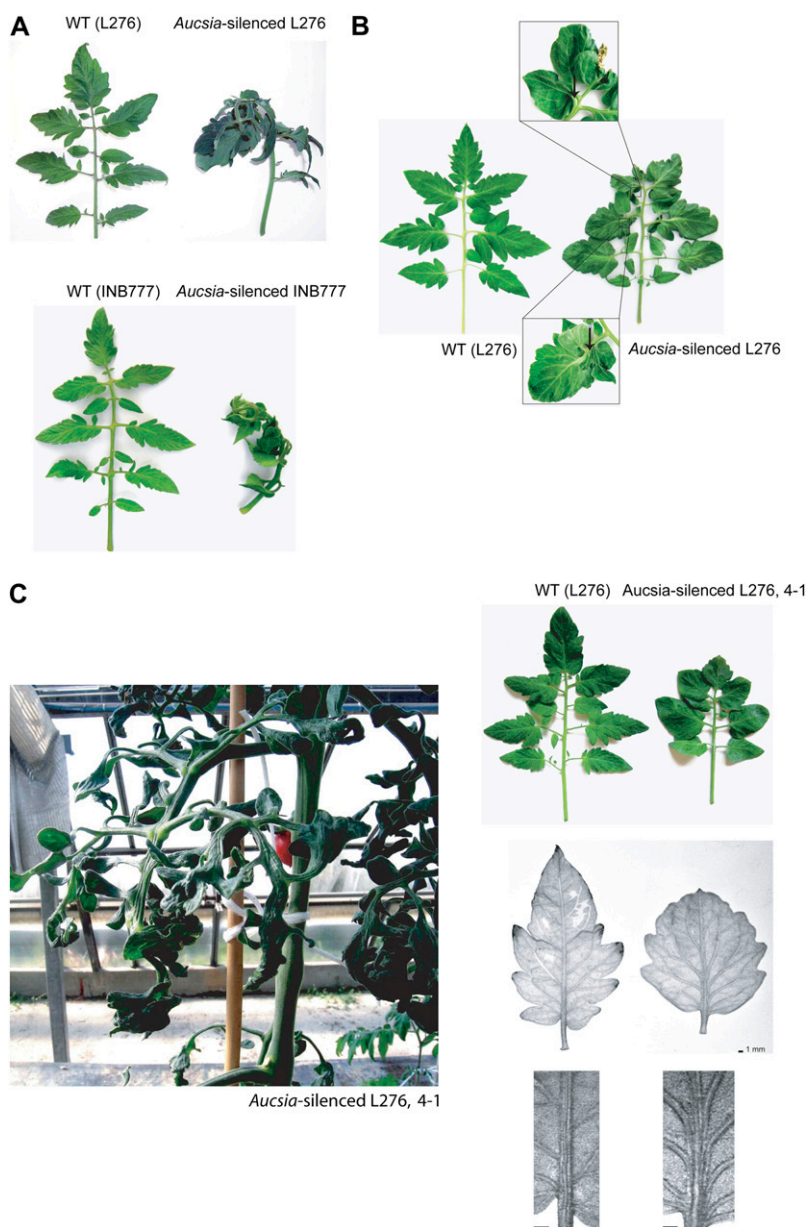 A
WT (L276) Aucsia-silenced L276
WT (INB777) Aucsia-silenced INB777
B
WT (L276) Aucsia-silenced L276
C
WT (L276) Aucsia-silenced L276, 4-1
Aucsia-silenced L276, 4-1
1 mm